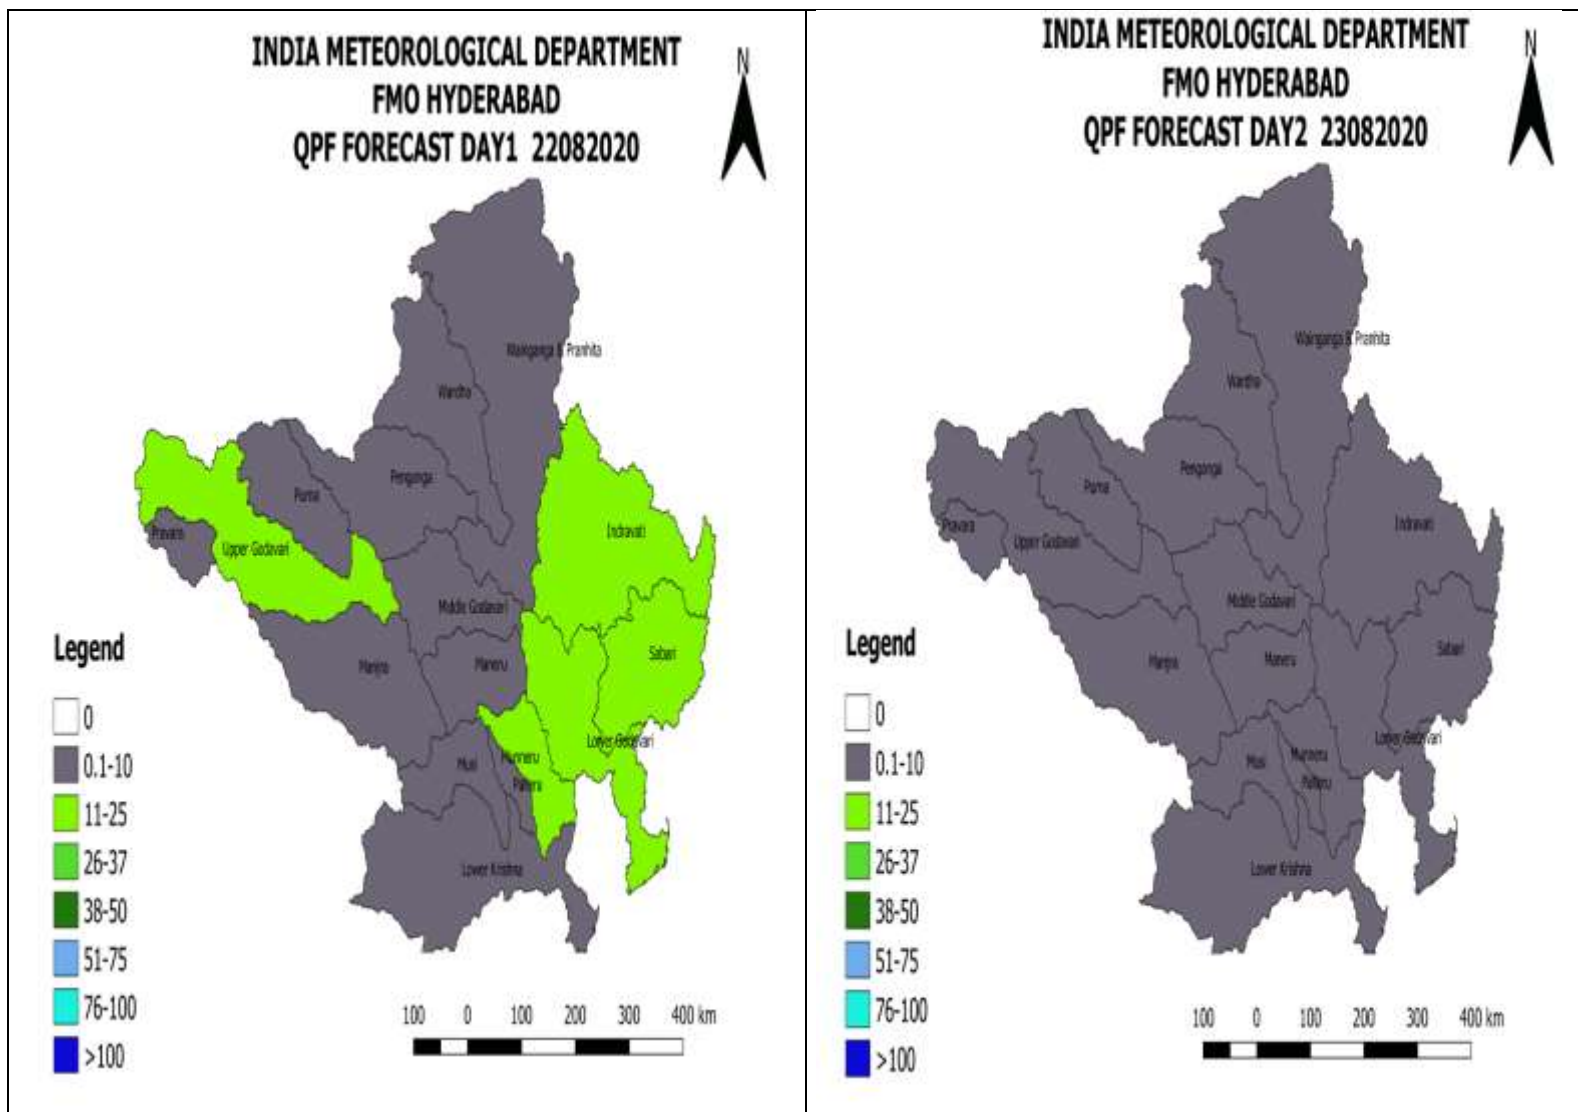 INDIA METEOROLOGICAL DEPARTMENT
FMO HYDERABAD
QPF FORECAST DAY1 22082020
N
Wainganga & Pranhita
Wardha
Penganga
Purna
Pravara
Upper Godavari
Indravati
Middle Godavari
Manjra
Maneru
Sabari
Lower Godavari
Musi
Munneru
Paleru
Lower Krishna
Legend
0
0.1-10
11-25
26-37
38-50
51-75
76-100
>100
100 0 100 200 300 400 km
INDIA METEOROLOGICAL DEPARTMENT
FMO HYDERABAD
QPF FORECAST DAY2 23082020
N
Wainganga & Pranhita
Wardha
Penganga
Purna
Pravara
Upper Godavari
Indravati
Middle Godavari
Manjra
Maneru
Sabari
Lower Godavari
Musi
Munneru
Paleru
Lower Krishna
Legend
0
0.1-10
11-25
26-37
38-50
51-75
76-100
>100
100 0 100 200 300 400 km